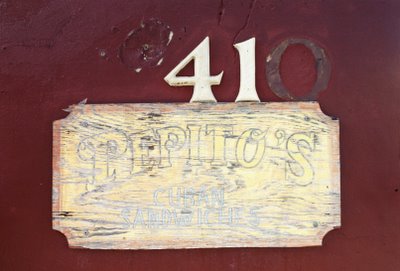 410
PEPITO'S
CUBAN
SANDWICHES